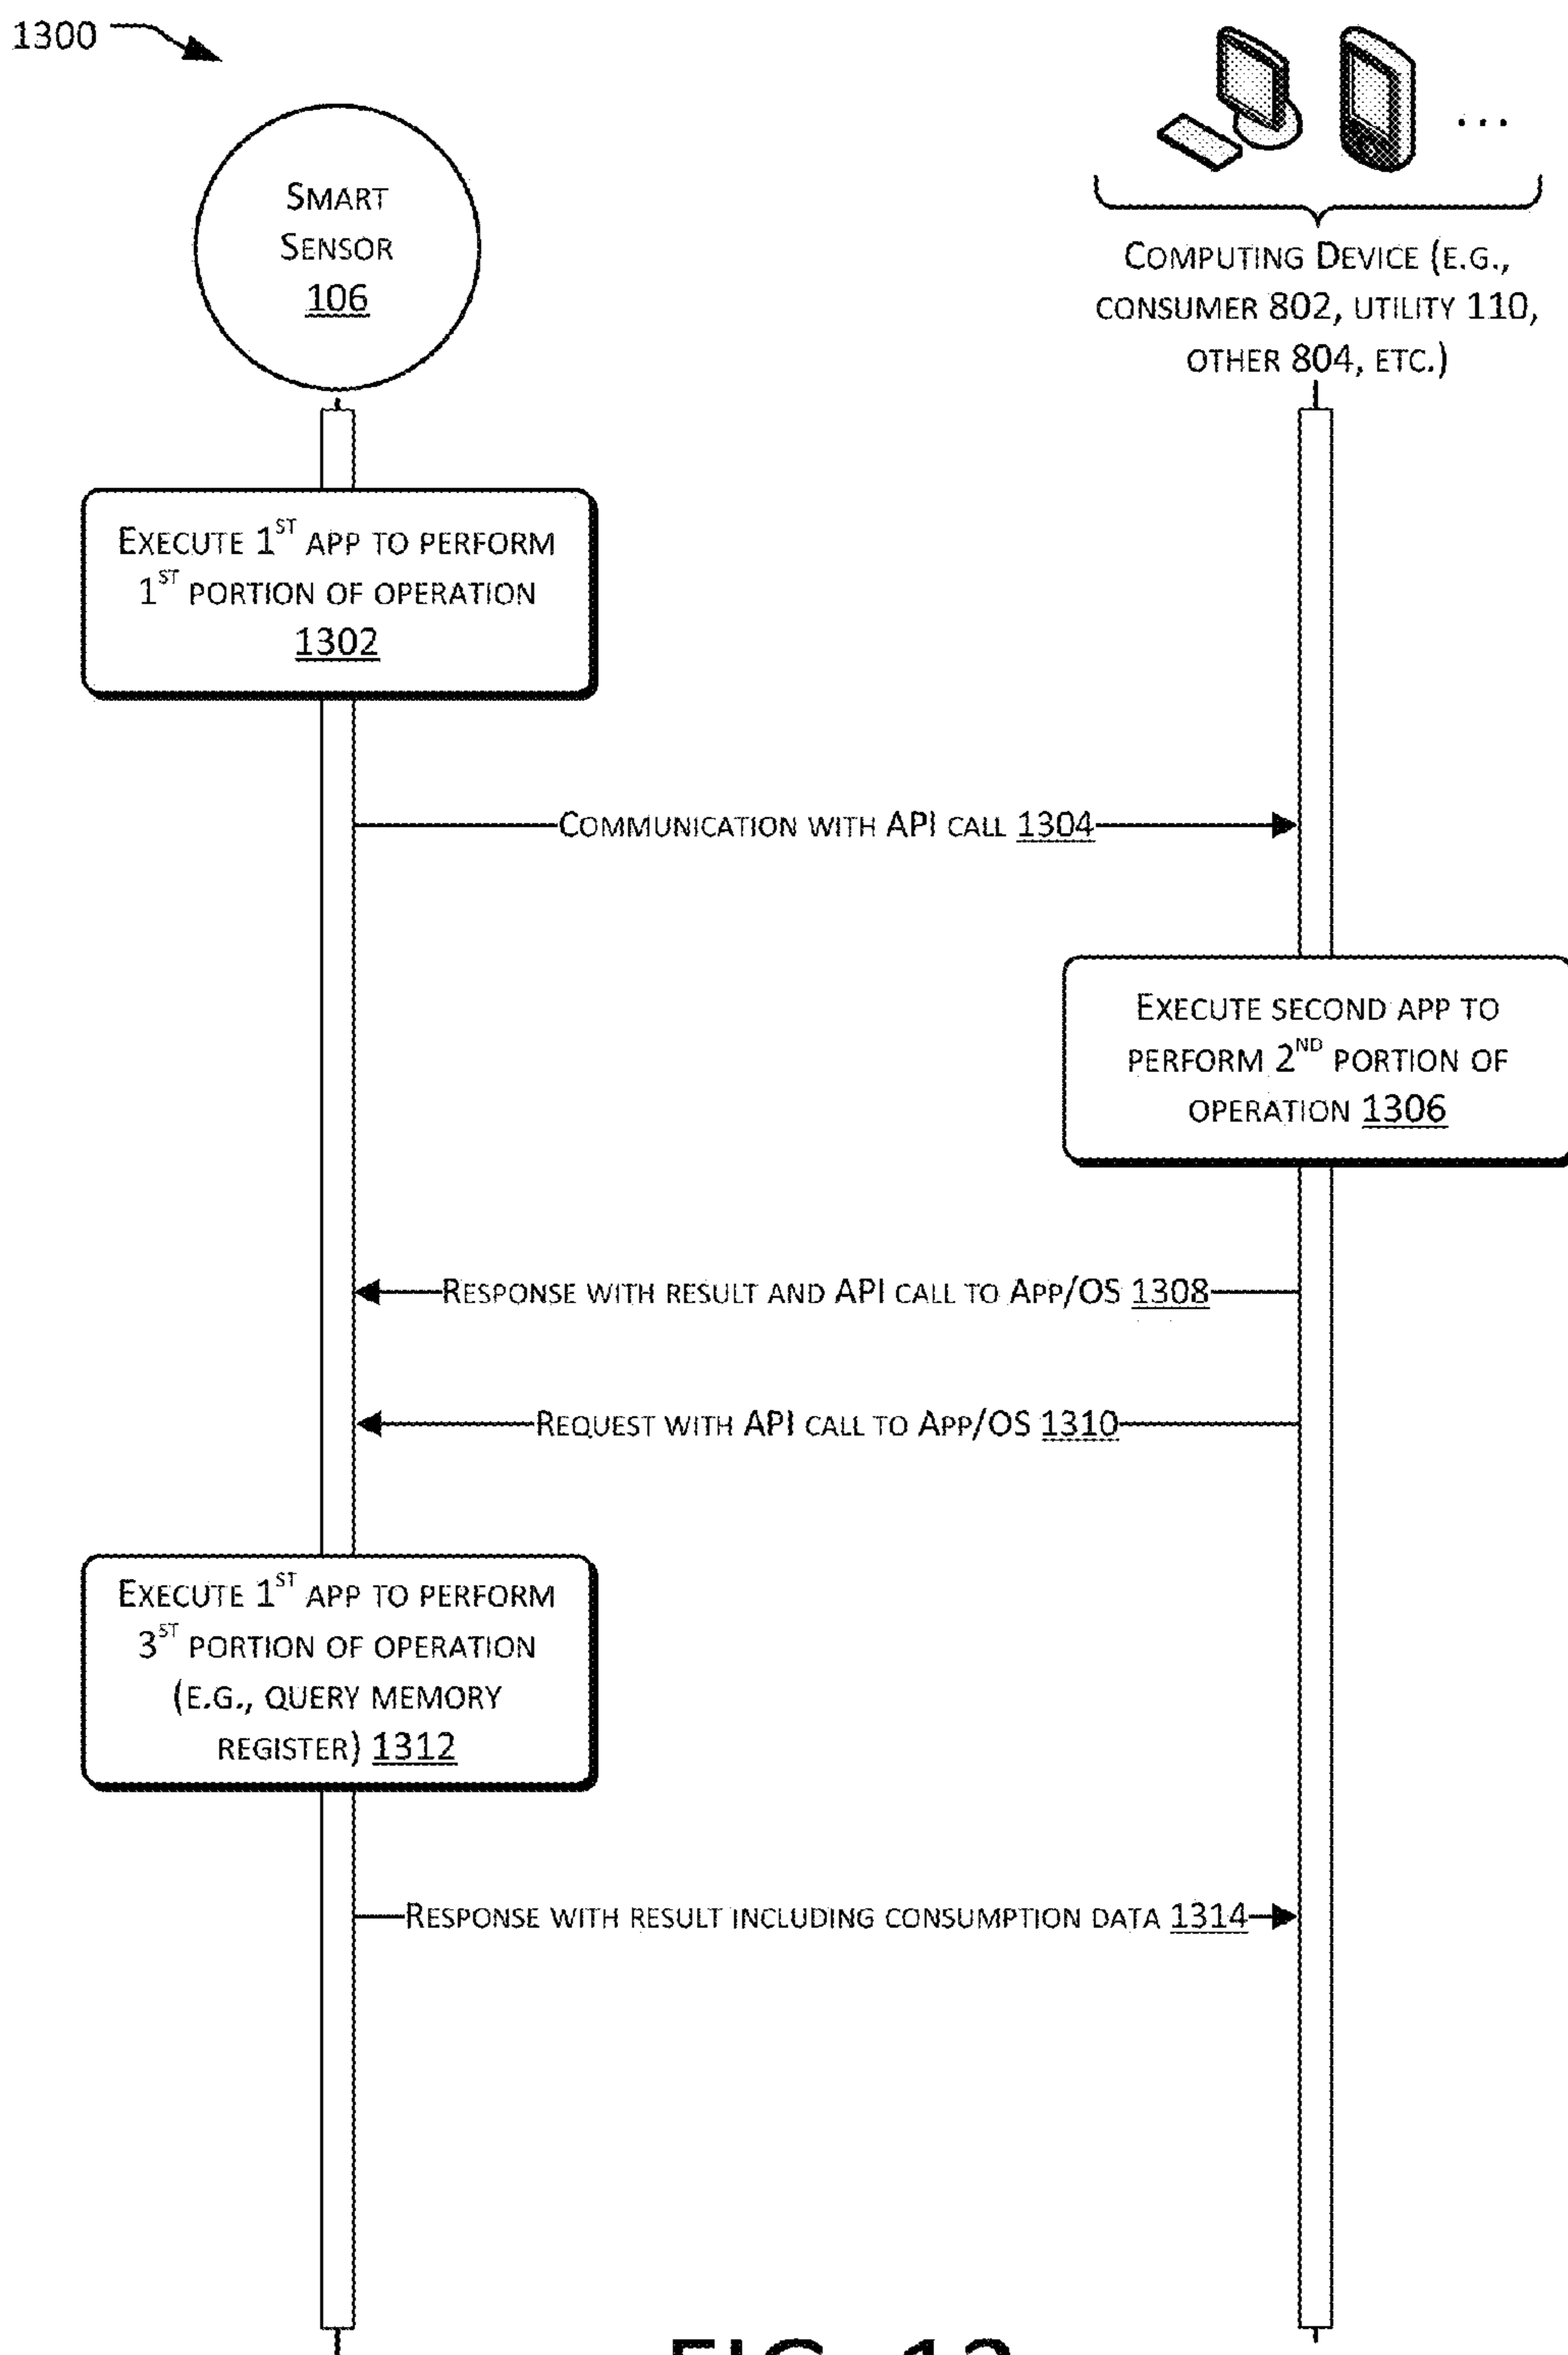 1300
SMART
SENSOR
106
...
COMPUTING DEVICE (E.G.,
CONSUMER 802, UTILITY 110,
OTHER 804, ETC.)
EXECUTE 1ST APP TO PERFORM
1ST PORTION OF OPERATION
1302
COMMUNICATION WITH API CALL 1304
EXECUTE SECOND APP TO
PERFORM 2ND PORTION OF
OPERATION 1306
RESPONSE WITH RESULT AND API CALL TO APP/OS 1308
REQUEST WITH API CALL TO APP/OS 1310
EXECUTE 1ST APP TO PERFORM
3ST PORTION OF OPERATION
(E.G., QUERY MEMORY
REGISTER) 1312
RESPONSE WITH RESULT INCLUDING CONSUMPTION DATA 1314